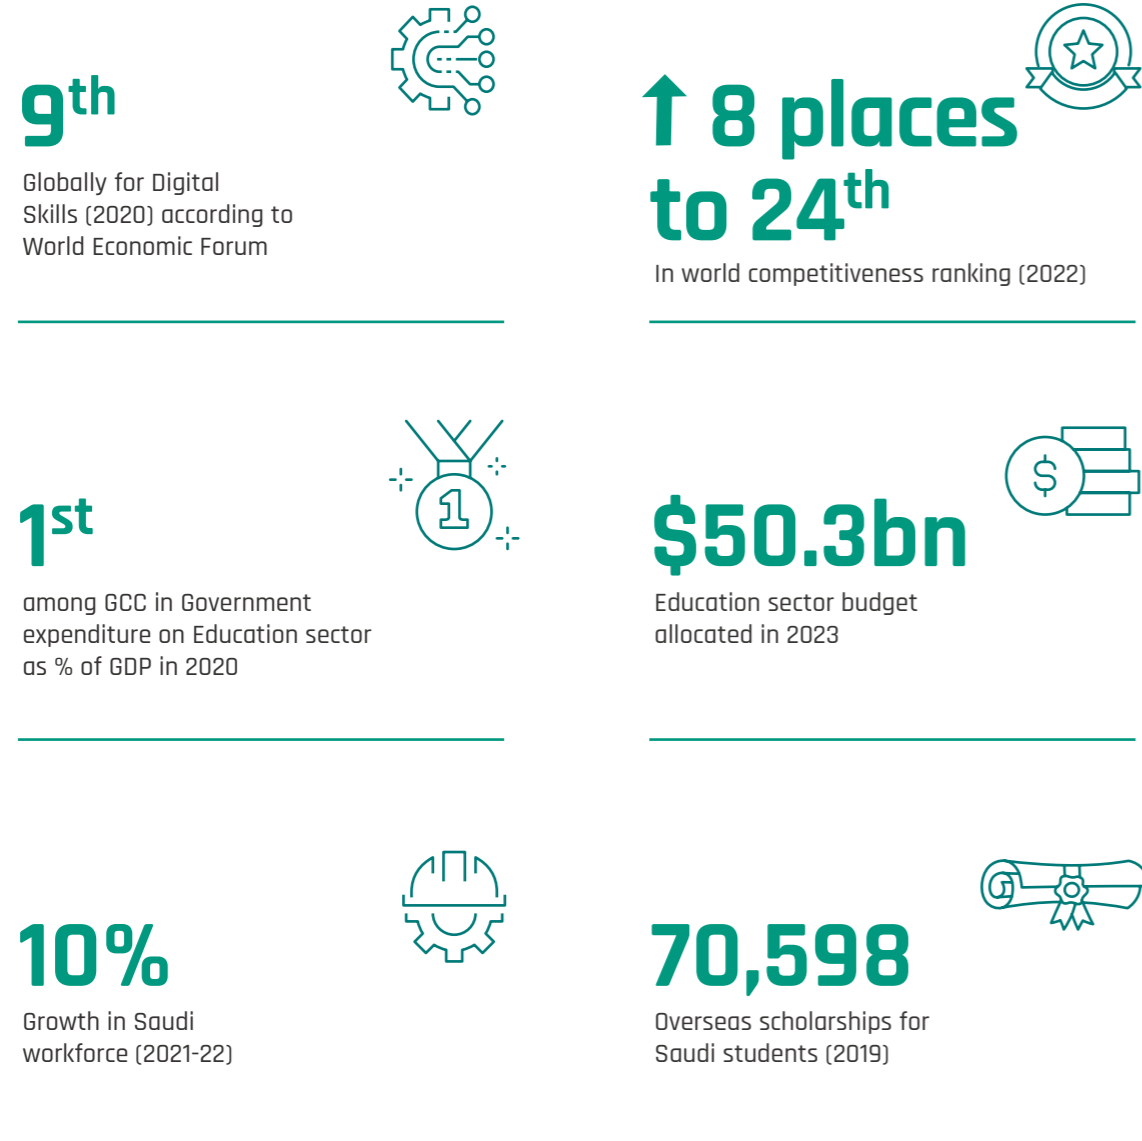 9th
Globally for Digital
Skills (2020) according to
World Economic Forum
↑ 8 places
to 24th
In world competitiveness ranking (2022)
1st
among GCC in Government
expenditure on Education sector
as % of GDP in 2020
1
$50.3bn
Education sector budget
allocated in 2023
$
10%
Growth in Saudi
workforce (2021-22)
70,598
Overseas scholarships for
Saudi students (2019)